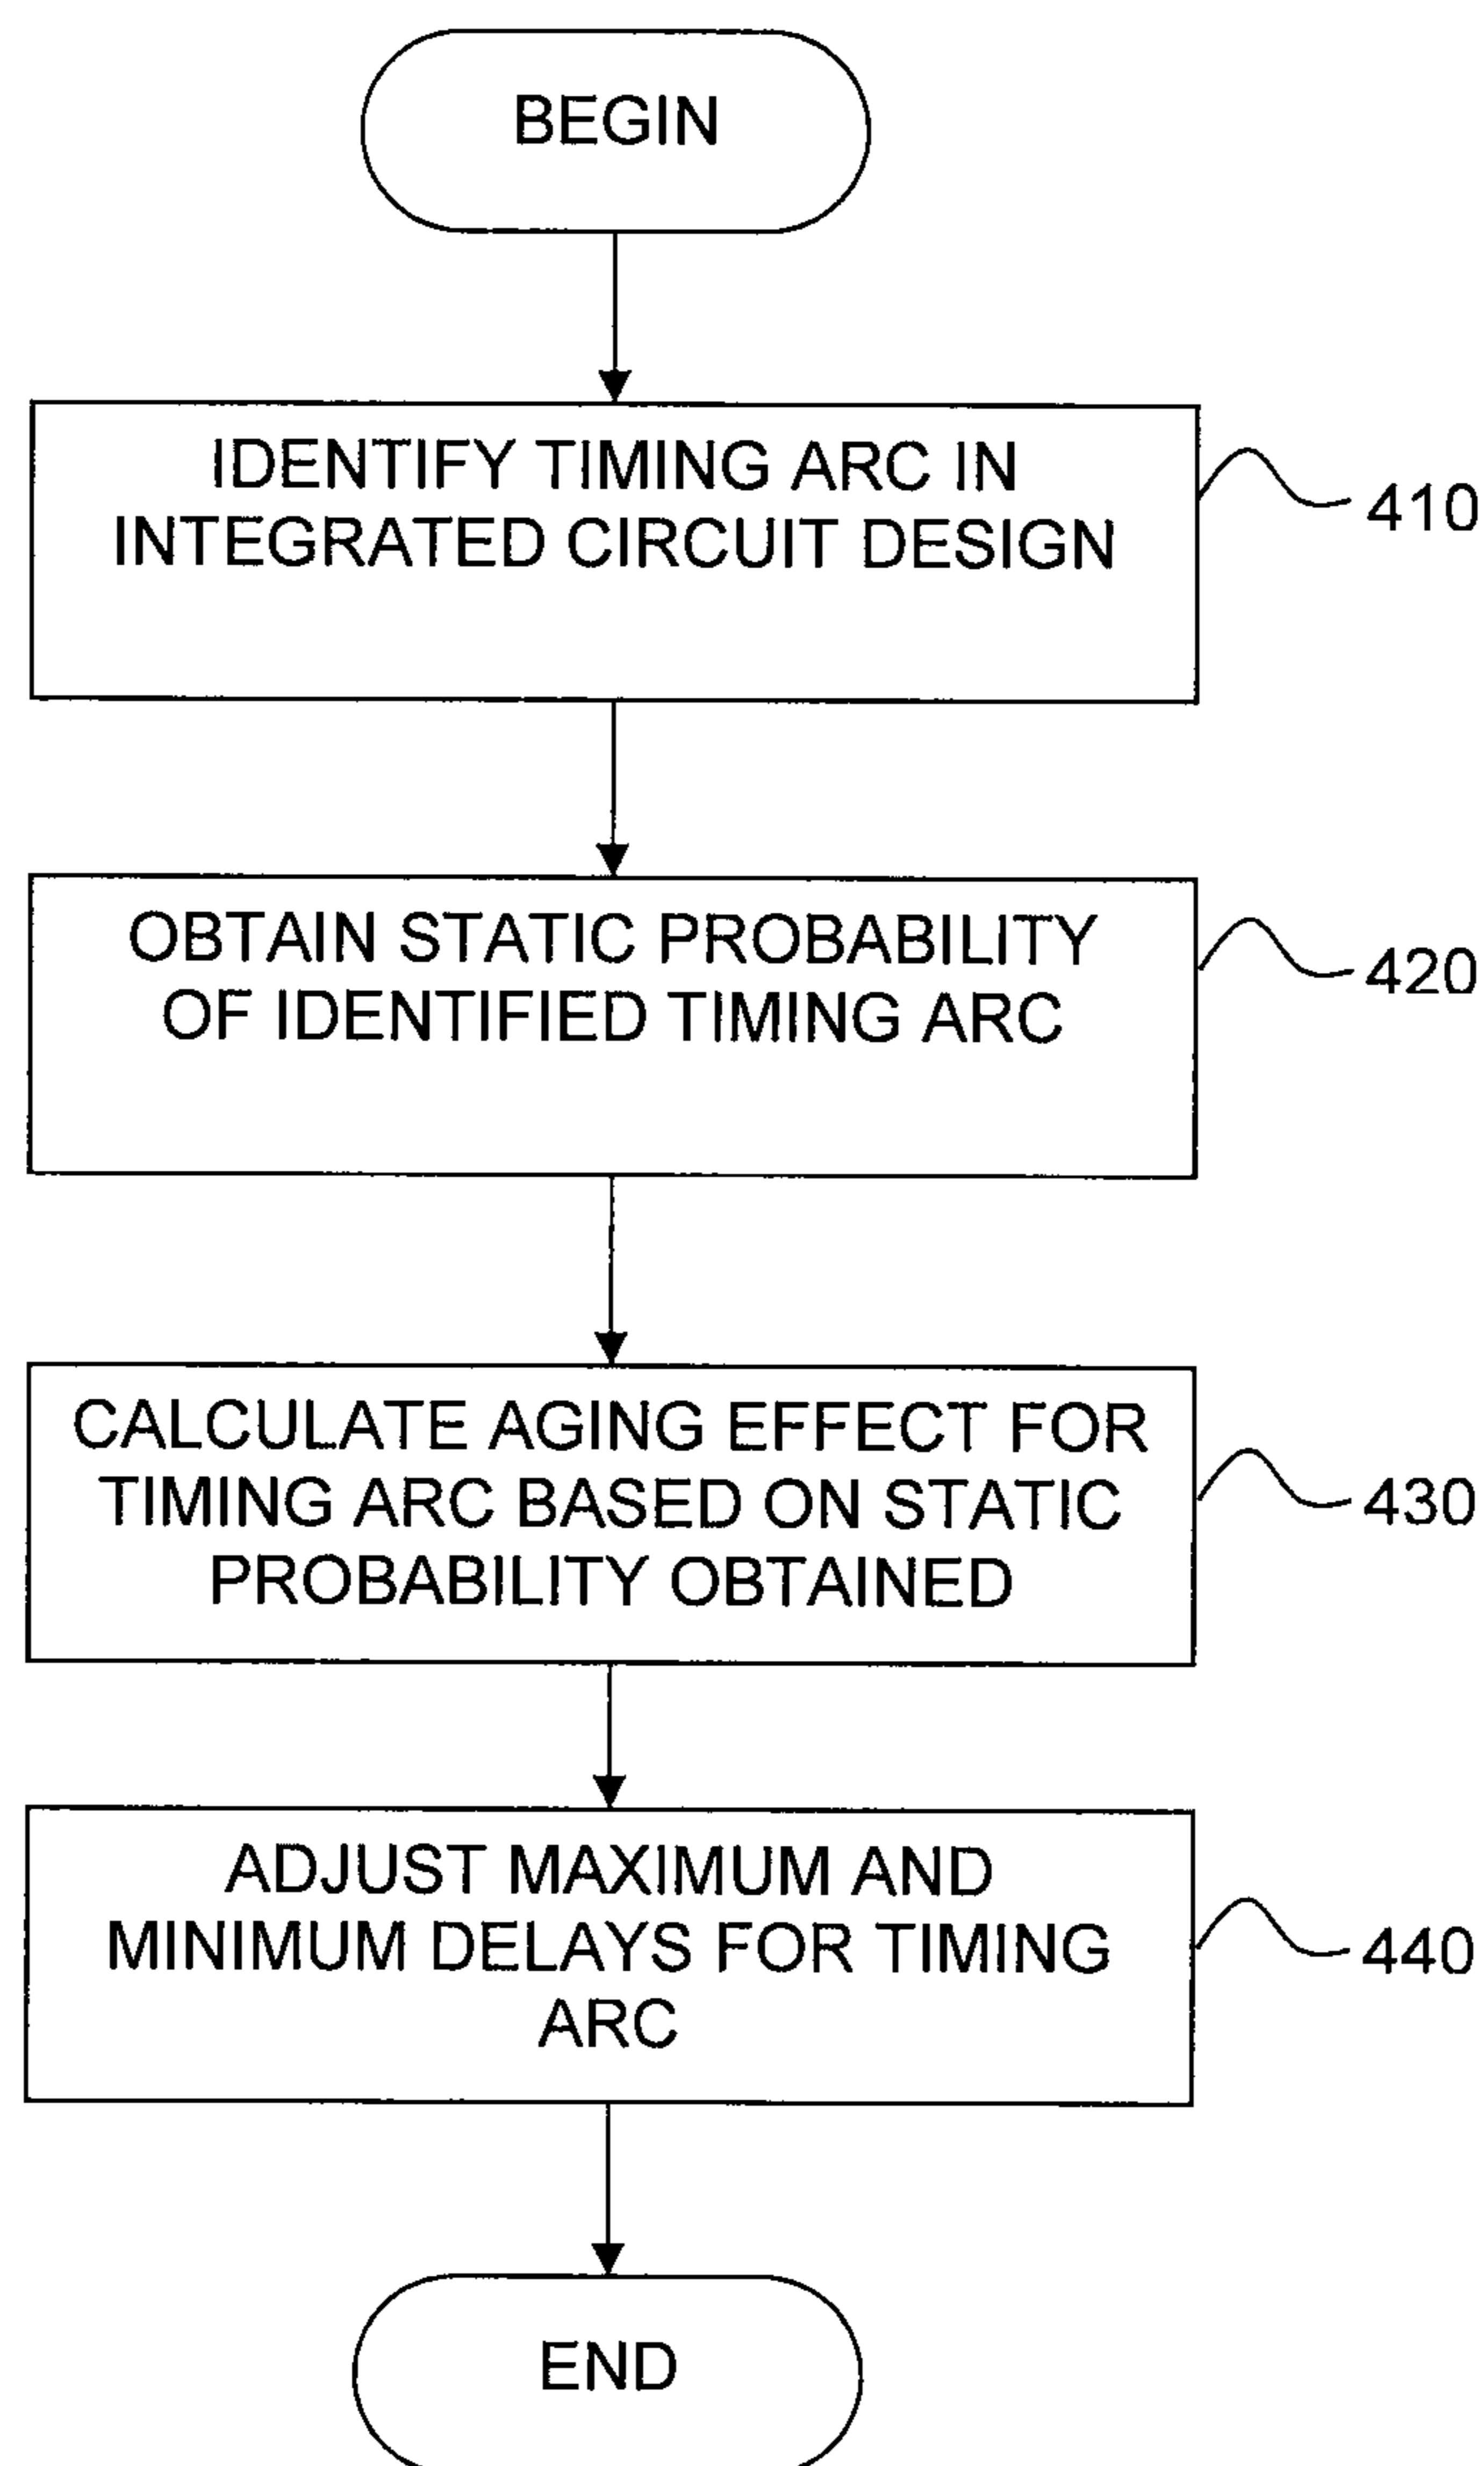 BEGIN
IDENTIFY TIMING ARC IN
INTEGRATED CIRCUIT DESIGN
410
OBTAIN STATIC PROBABILITY
OF IDENTIFIED TIMING ARC
420
CALCULATE AGING EFFECT FOR
TIMING ARC BASED ON STATIC
PROBABILITY OBTAINED
430
ADJUST MAXIMUM AND
MINIMUM DELAYS FOR TIMING
ARC
440
END